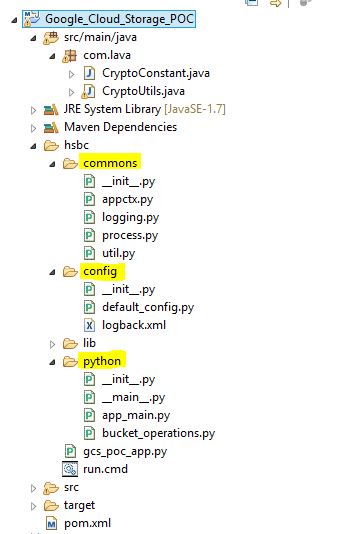 Google_Cloud_Storage_POC
src/main/java
com.lava
CryptoConstant.java
CryptoUtils.java
JRE System Library [JavaSE-1.7]
Maven Dependencies
hsbc
commons
__init__.py
appctx.py
logging.py
process.py
util.py
config
__init__.py
default_config.py
logback.xml
lib
python
__init__.py
__main__.py
app_main.py
bucket_operations.py
gcs_poc_app.py
run.cmd
src
target
pom.xml